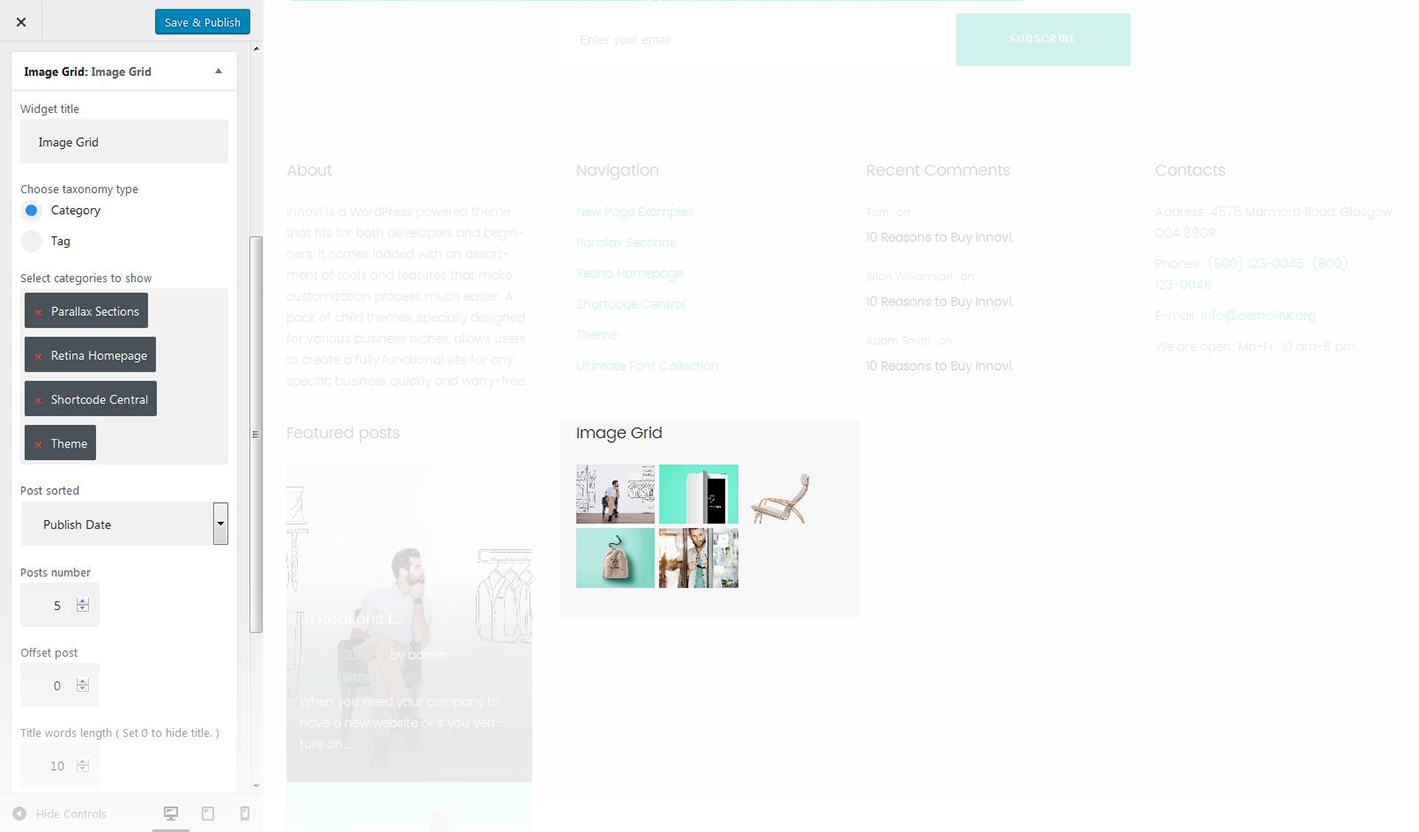 Save & Publish
Image Grid: Image Grid
Widget title
Image Grid
Choose taxonomy type
Category
Tag
Select categories to show
× Parallax Sections
× Retina Homepage
× Shortcode Central
× Theme
Post sorted
Publish Date
Posts number
5
Offset post
0
Title words length ( Set 0 to hide title. )
10
Hide Controls
Enter your email
SUBSCRIBE
About
Innovi is a WordPress powered theme
that fits for both developers and begin-
ners. It comes loaded with an assort-
ment of tools and features that make
customization process much easier. A
pack of child themes, specially designed
for various business niches, allows users
to create a fully functional site for any
specific business quickly and worry-free.
Navigation
New Page Examples
Parallax Sections
Retina Homepage
Shortcode Central
Theme
Ultimate Font Collection
Recent Comments
Tom on
10 Reasons to Buy Innovi.
Brian Williamson on
10 Reasons to Buy Innovi.
Adam Smith on
10 Reasons to Buy Innovi.
Contacts
Address: 4578 Marmora Road, Glasgow,
D04 89GR
Phones: (800) 123-0045; (800)
123-0046
E-mail: info@demolink.org
We are open: Mn-Fr: 10 am-8 pm
Featured posts
10 Reasons t...
by admin
When you need your company to
have a new website or if you ven-
ture on...
Image Grid